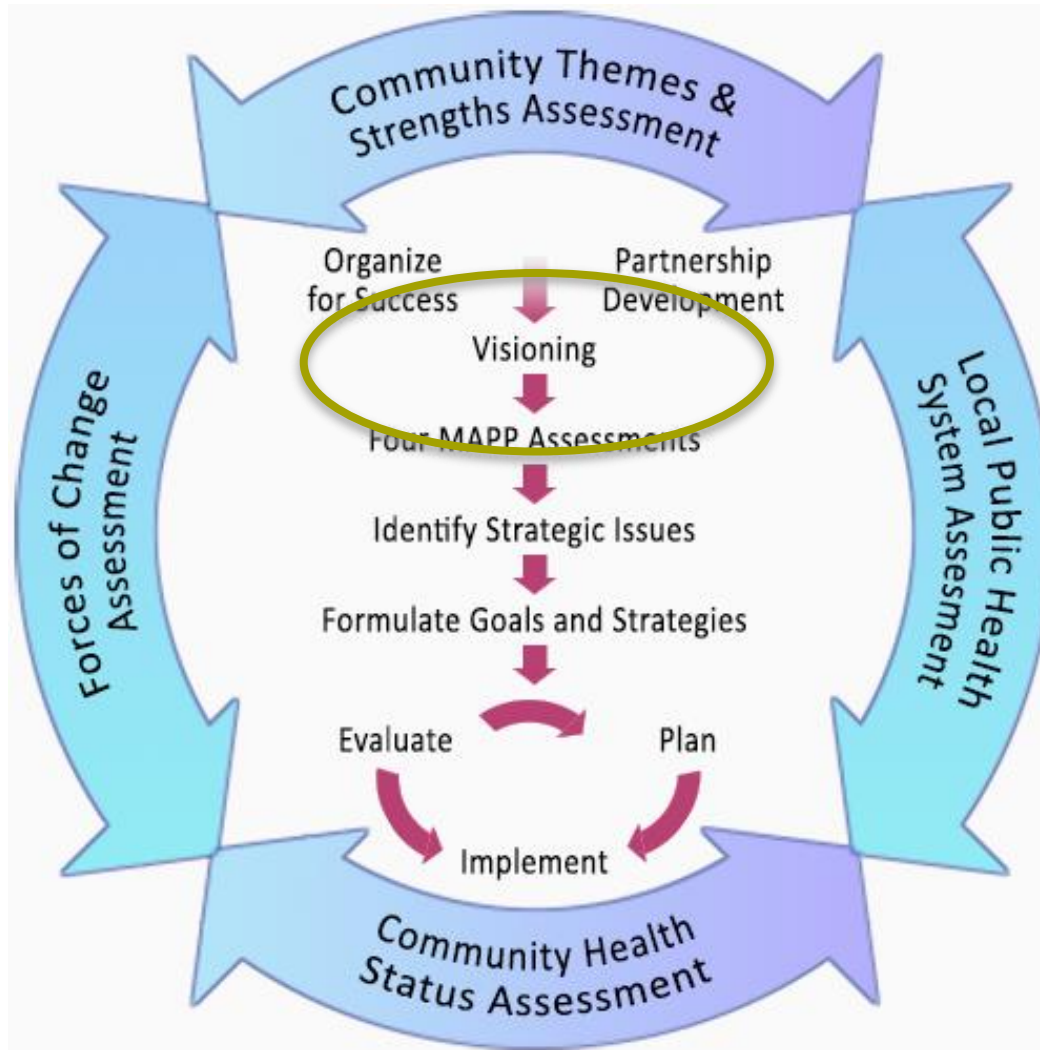 Community Themes &
Strengths Assessment
Organize
for Success
Partnership
Development
Visioning
Four MAPP Assessments
Identify Strategic Issues
Formulate Goals and Strategies
Evaluate
Plan
Implement
Forces of Change
Assessment
Local Public Health
System Assesment
Community Health
Status Assessment